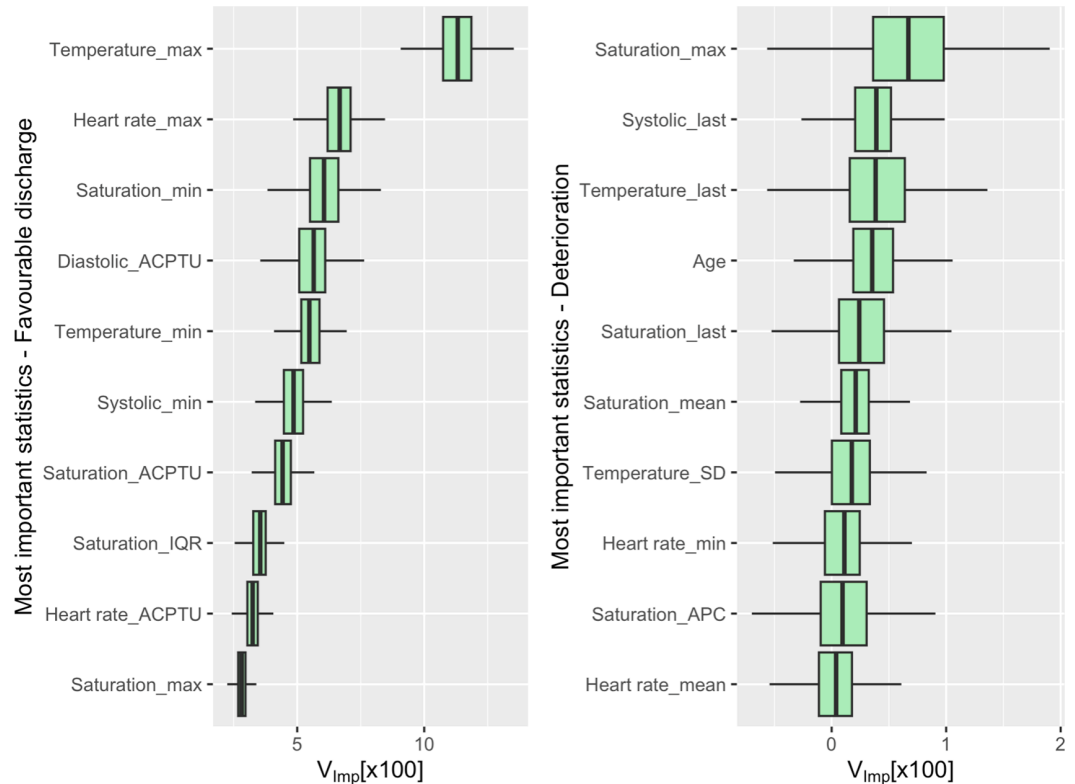 Most important statistics - Favourable discharge
Temperature_max
Heart rate_max
Saturation_min
Diastolic_ACPTU
Temperature_min
Systolic_min
Saturation_ACPTU
Saturation_IQR
Heart rate_ACPTU
Saturation_max
5 10
V_Imp[x100]
Most important statistics - Deterioration
Saturation_max
Systolic_last
Temperature_last
Age
Saturation_last
Saturation_mean
Temperature_SD
Heart rate_min
Saturation_APC
Heart rate_mean
0 1 2
V_Imp[x100]